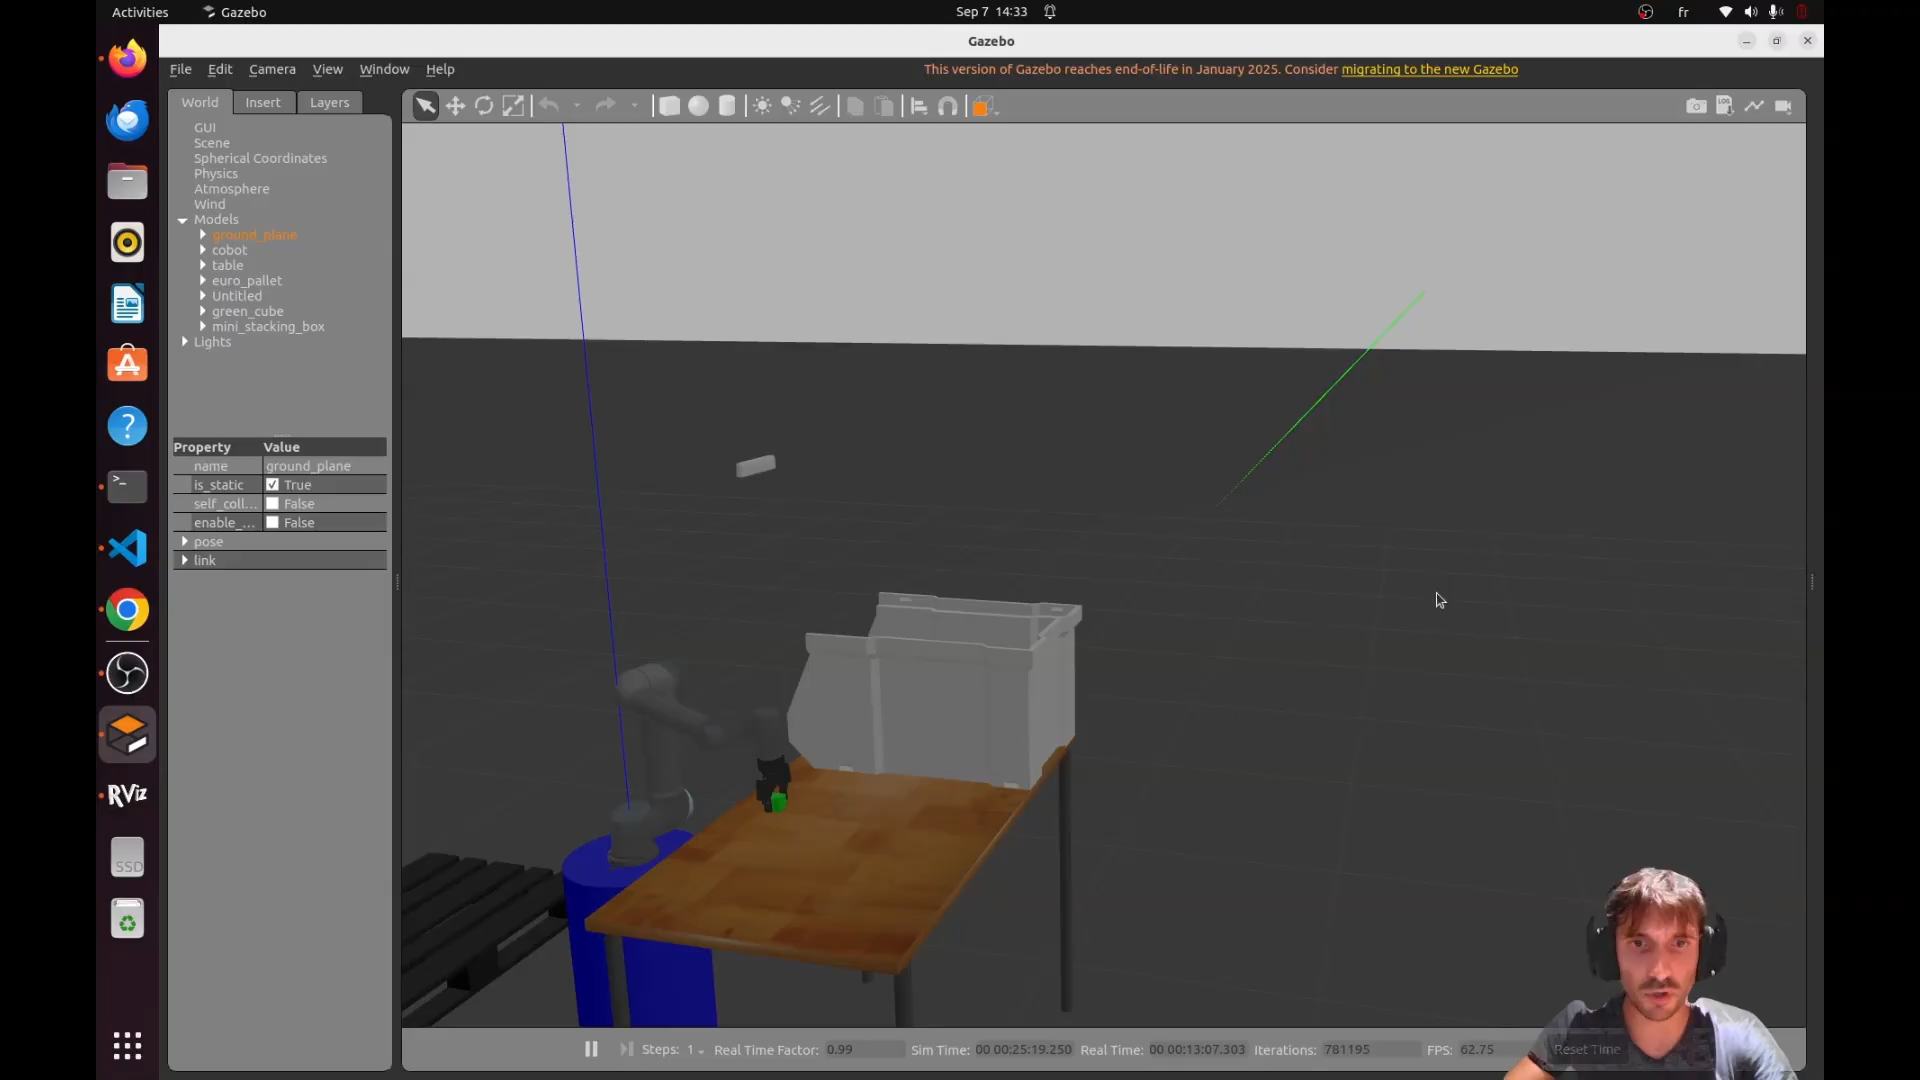 Activities Gazebo Sep 7 14:33 fr
Gazebo
File Edit Camera View Window Help This version of Gazebo reaches end-of-life in January 2025. Consider migrating to the new Gazebo
World Insert Layers
GUI
Scene
Spherical Coordinates
Physics
Atmosphere
Wind
Models
ground_plane
cobot
table
euro_pallet
Untitled
green_cube
mini_stacking_box
Lights
Property Value
name ground_plane
is_static True
self_coll... False
enable_... False
pose
link
LOG
RViz
SSD
Steps: 1 Real Time Factor: 0.99 Sim Time: 00 00:25:19.250 Real Time: 00 00:13:07.303 Iterations: 781195 FPS: 62.75 Reset Time